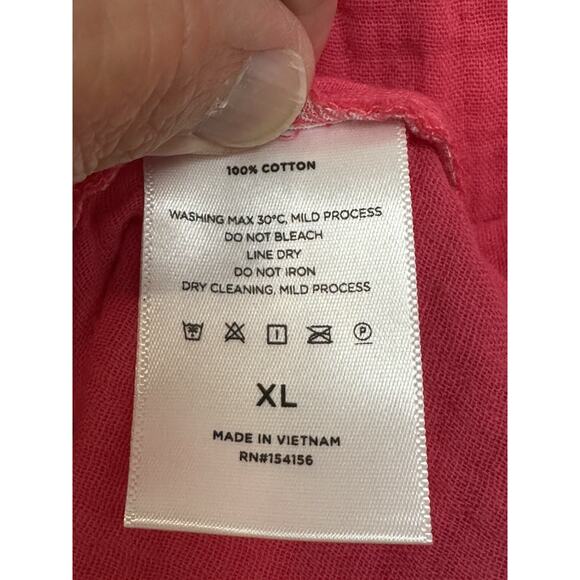 100% COTTON
WASHING MAX 30°C, MILD PROCESS
DO NOT BLEACH
LINE DRY
DO NOT IRON
DRY CLEANING, MILD PROCESS
P
XL
MADE IN VIETNAM
RN#154156